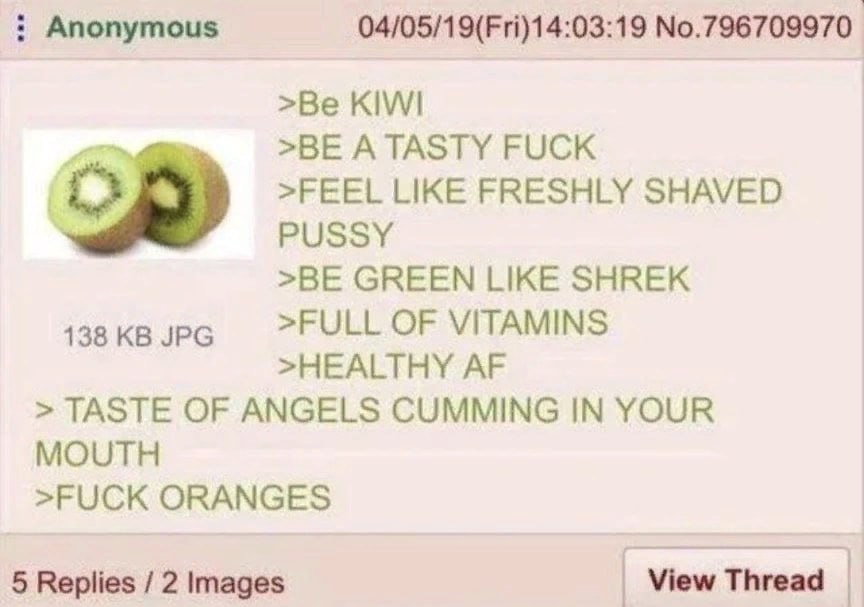 Anonymous 04/05/19(Fri)14:03:19 No.796709970
>Be KIWI
>BE A TASTY FUCK
>FEEL LIKE FRESHLY SHAVED
PUSSY
>BE GREEN LIKE SHREK
138 KB JPG
>FULL OF VITAMINS
>HEALTHY AF
> TASTE OF ANGELS CUMMING IN YOUR
MOUTH
>FUCK ORANGES
5 Replies / 2 Images
View Thread